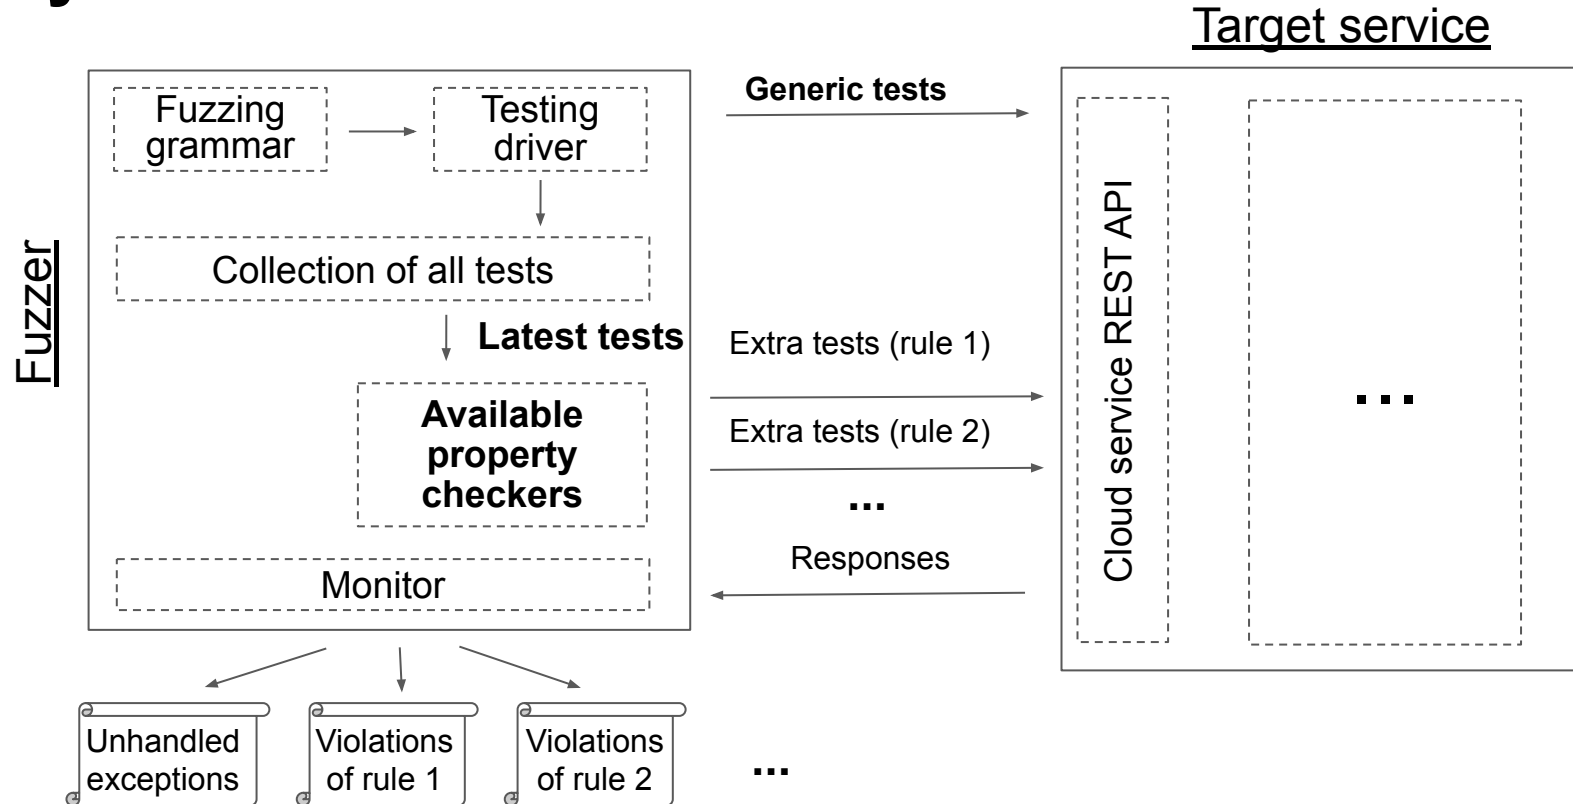 Target service
Fuzzer
Fuzzing
grammar
Testing
driver
Collection of all tests
Latest tests
Available
property
checkers
Monitor
Generic tests
Extra tests (rule 1)
Extra tests (rule 2)
...
Responses
Cloud service REST API
...
Unhandled
exceptions
Violations
of rule 1
Violations
of rule 2
...